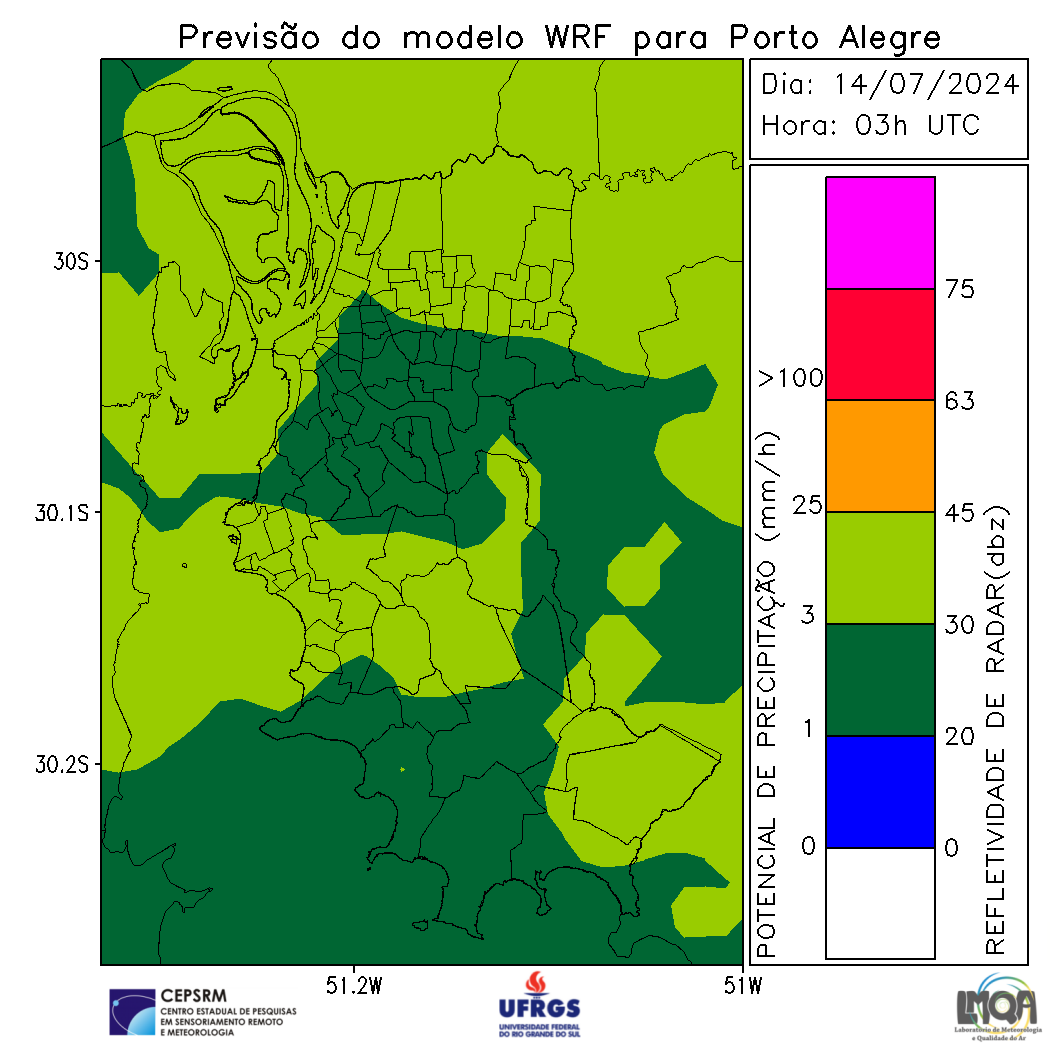 Previsão do modelo WRF para Porto Alegre
Dia: 14/07/2024
Hora: 03h UTC
30S
30.1S
30.2S
51.2W
51W
POTENCIAL DE PRECIPITAÇÃO (mm/h)
>100
25
3
1
0
75
63
45
30
20
0
REFLETIVIDADE DE RADAR(dbz)
CEPSRM
CENTRO ESTADUAL DE PESQUISAS
EM SENSORIAMENTO REMOTO
E METEOROLOGIA
UFRGS
UNIVERSIDADE FEDERAL
DO RIO GRANDE DO SUL
LMQA
Laboratório de Meteorologia
e Qualidade do Ar